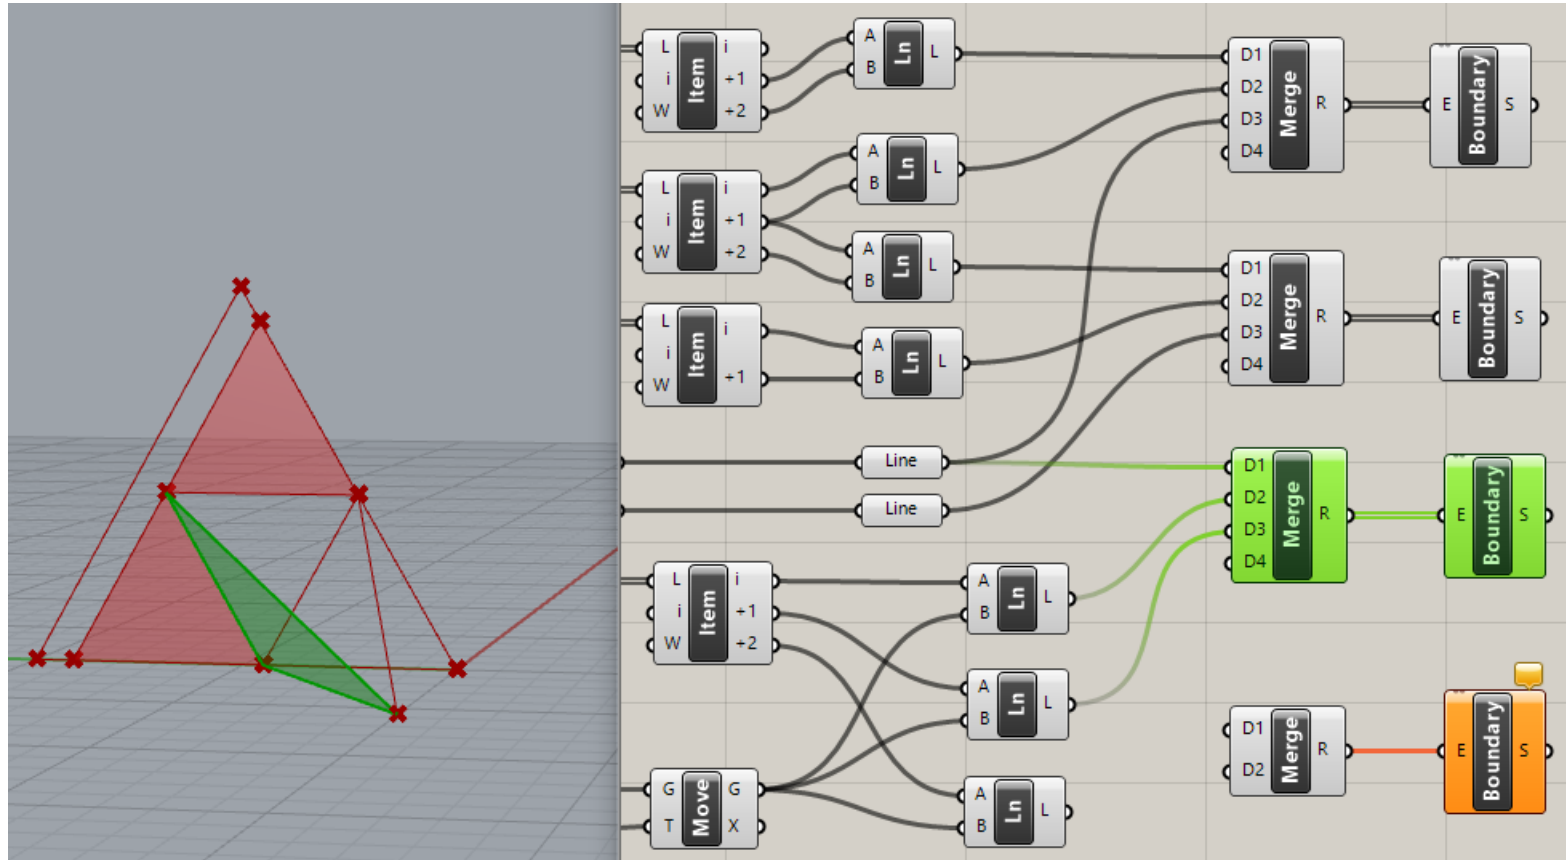 L Item i
i +1
W +2
A Ln L
B
D1 Merge R
D2
D3
D4
E Boundary S
L Item i
i +1
W +2
A Ln L
B
A Ln L
B
D1 Merge R
D2
D3
D4
E Boundary S
L Item i
i
W +1
A Ln L
B
Line
Line
D1 Merge R
D2
D3
D4
E Boundary S
L Item i
i +1
W +2
A Ln L
B
A Ln L
B
D1 Merge R
D2
E Boundary S
G Move G
T X
A Ln L
B